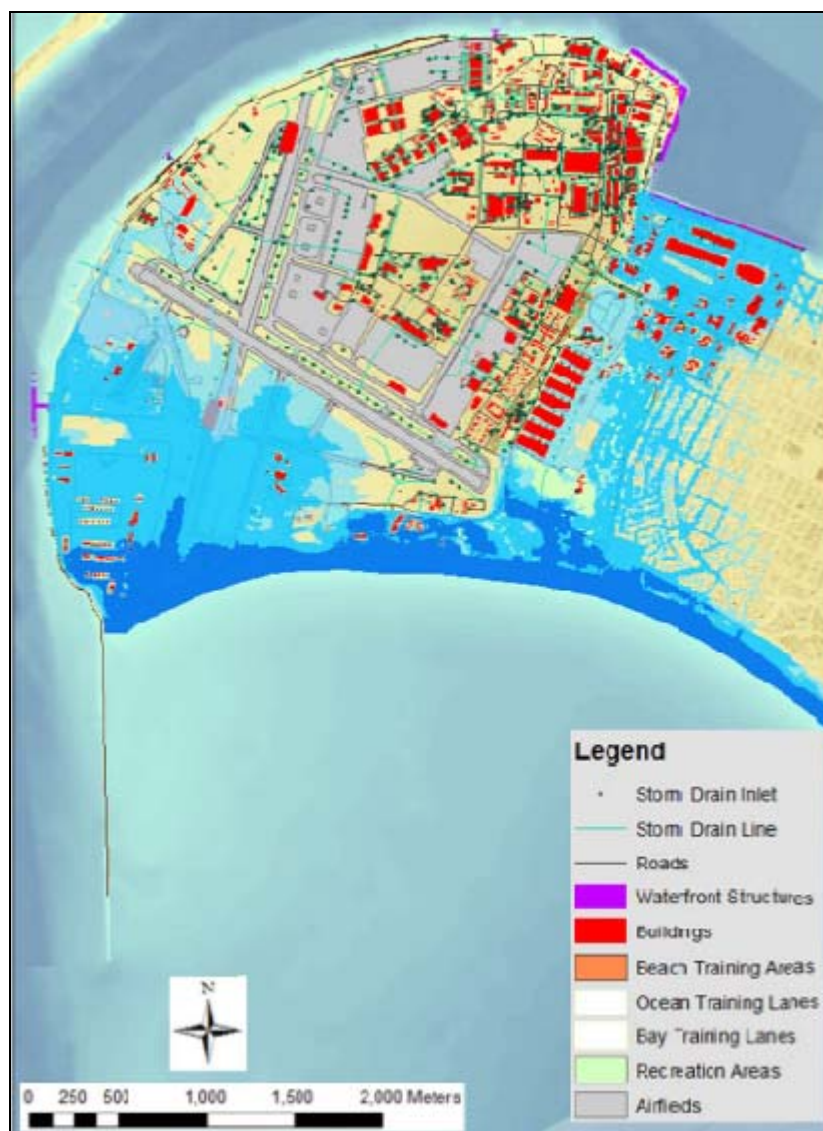 Legend
Storm Drain Inlet
Storm Drain Line
Roads
Waterfront Structures
Buildings
Beach Training Areas
Ocean Training Lanes
Bay Training Lanes
Recreation Areas
Airfields
N
0 250 500 1,000 1,500 2,000 Meters